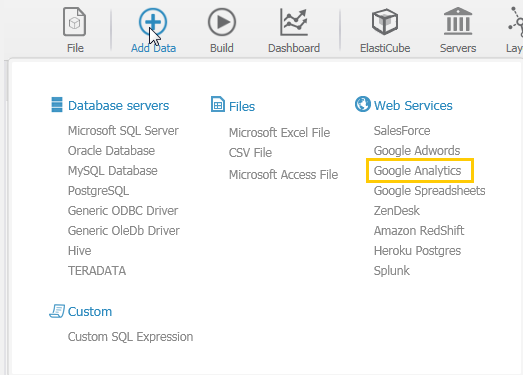 File
Add Data
Build
Dashboard
ElastiCube
Servers
Database servers
Microsoft SQL Server
Oracle Database
MySQL Database
PostgreSQL
Generic ODBC Driver
Generic OleDb Driver
Hive
TERADATA
Files
Microsoft Excel File
CSV File
Microsoft Access File
Web Services
SalesForce
Google Adwords
Google Analytics
Google Spreadsheets
ZenDesk
Amazon RedShift
Heroku Postgres
Splunk
Custom
Custom SQL Expression